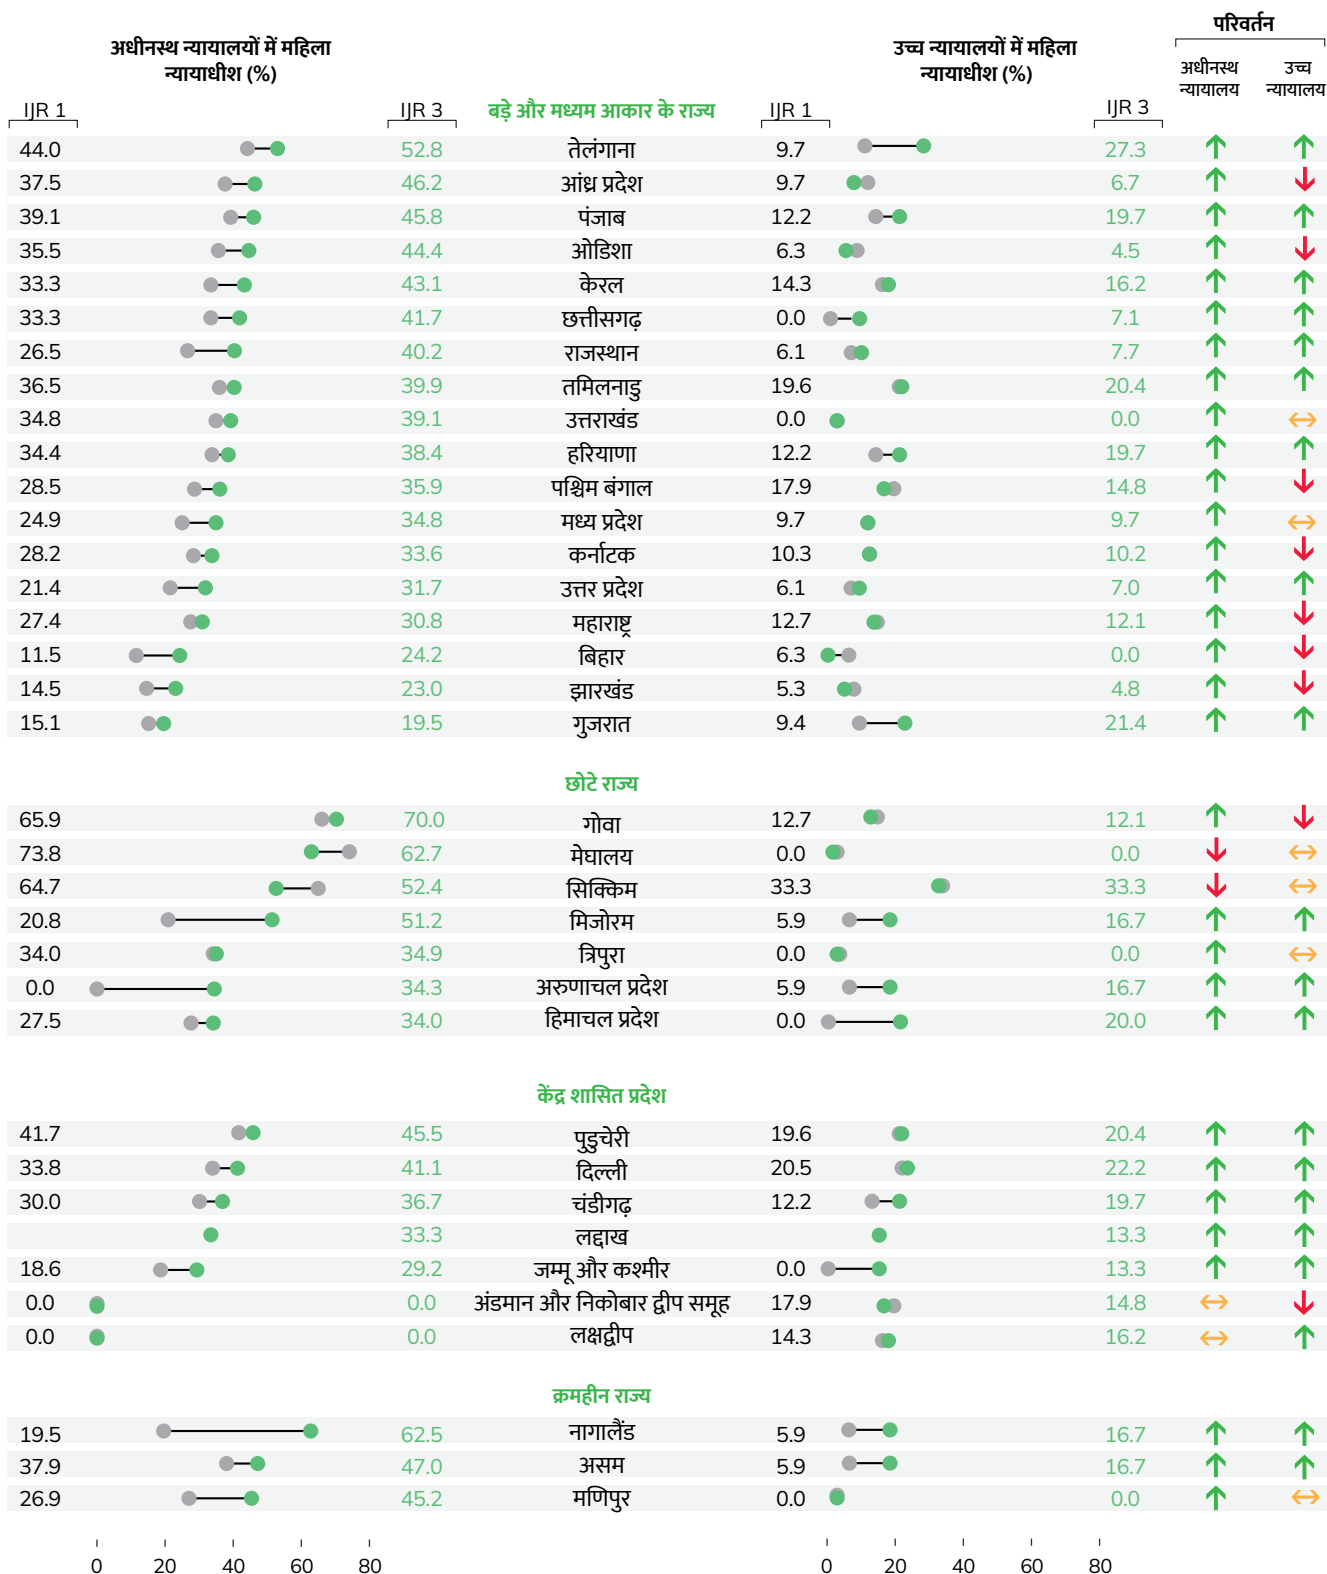 परिवर्तन
अधीनस्थ न्यायालयों में महिला
न्यायाधीश (%)
उच्च न्यायालयों में महिला
न्यायाधीश (%)
अधीनस्थ
न्यायालय
उच्च
न्यायालय
IJR 1 IJR 3 बड़े और मध्यम आकार के राज्य IJR 1 IJR 3
44.0 52.8 तेलंगाना 9.7 27.3
37.5 46.2 आंध्र प्रदेश 9.7 6.7
39.1 45.8 पंजाब 12.2 19.7
35.5 44.4 ओडिशा 6.3 4.5
33.3 43.1 केरल 14.3 16.2
33.3 41.7 छत्तीसगढ़ 0.0 7.1
26.5 40.2 राजस्थान 6.1 7.7
36.5 39.9 तमिलनाडु 19.6 20.4
34.8 39.1 उत्तराखंड 0.0 0.0
34.4 38.4 हरियाणा 12.2 19.7
28.5 35.9 पश्चिम बंगाल 17.9 14.8
24.9 34.8 मध्य प्रदेश 9.7 9.7
28.2 33.6 कर्नाटक 10.3 10.2
21.4 31.7 उत्तर प्रदेश 6.1 7.0
27.4 30.8 महाराष्ट्र 12.7 12.1
11.5 24.2 बिहार 6.3 0.0
14.5 23.0 झारखंड 5.3 4.8
15.1 19.5 गुजरात 9.4 21.4
छोटे राज्य
65.9 70.0 गोवा 12.7 12.1
73.8 62.7 मेघालय 0.0 0.0
64.7 52.4 सिक्किम 33.3 33.3
20.8 51.2 मिजोरम 5.9 16.7
34.0 34.9 त्रिपुरा 0.0 0.0
0.0 34.3 अरुणाचल प्रदेश 5.9 16.7
27.5 34.0 हिमाचल प्रदेश 0.0 20.0
केंद्र शासित प्रदेश
41.7 45.5 पुडुचेरी 19.6 20.4
33.8 41.1 दिल्ली 20.5 22.2
30.0 36.7 चंडीगढ़ 12.2 19.7
33.3 लद्दाख 13.3
18.6 29.2 जम्मू और कश्मीर 0.0 13.3
0.0 0.0 अंडमान और निकोबार द्वीप समूह 17.9 14.8
0.0 0.0 लक्षद्वीप 14.3 16.2
क्रमहीन राज्य
19.5 62.5 नागालैंड 5.9 16.7
37.9 47.0 असम 5.9 16.7
26.9 45.2 मणिपुर 0.0 0.0
0 20 40 60 80 0 20 40 60 80